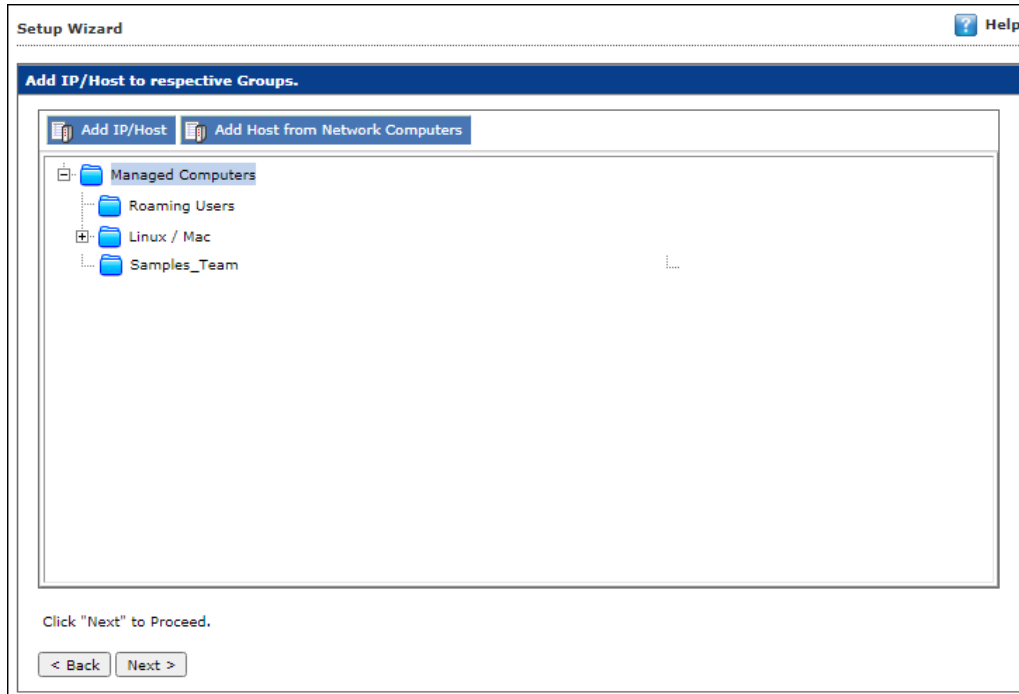 Setup Wizard
Help
Add IP/Host to respective Groups.
Add IP/Host
Add Host from Network Computers
Managed Computers
Roaming Users
Linux / Mac
Samples_Team
Click "Next" to Proceed.
< Back
Next >